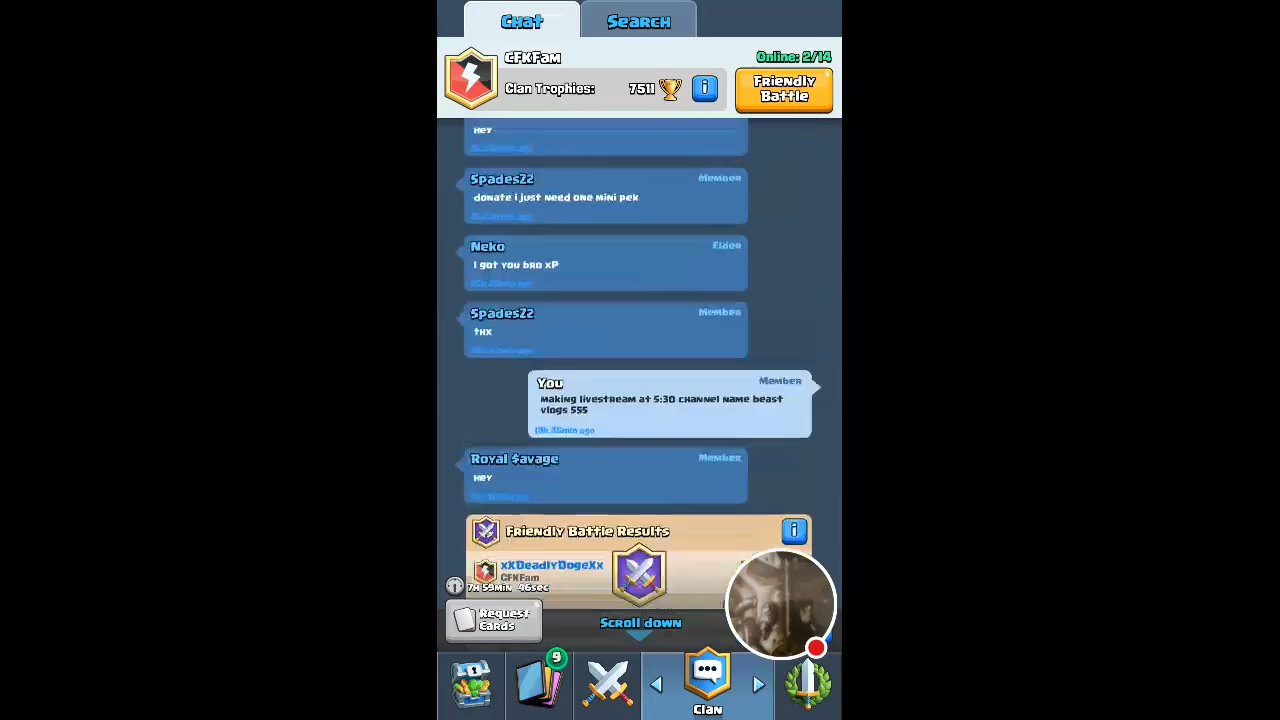 Chat
Search
CFKFam
Online: 2/14
Clan Trophies: 7511
Friendly
Battle
Hey
Spades22 Member
donate i just need one mini pek
Neko Elder
I got you bro xP
Spades22 Member
thx
You Member
Making livestream at 5:30 channel name beast
vlogs 555
Royal $avage Member
Hey
Friendly Battle Results
xXDeadlyDogeXx
CFKFam
7h 59min 46sec
Request
Cards
Scroll down
9
1
Clan